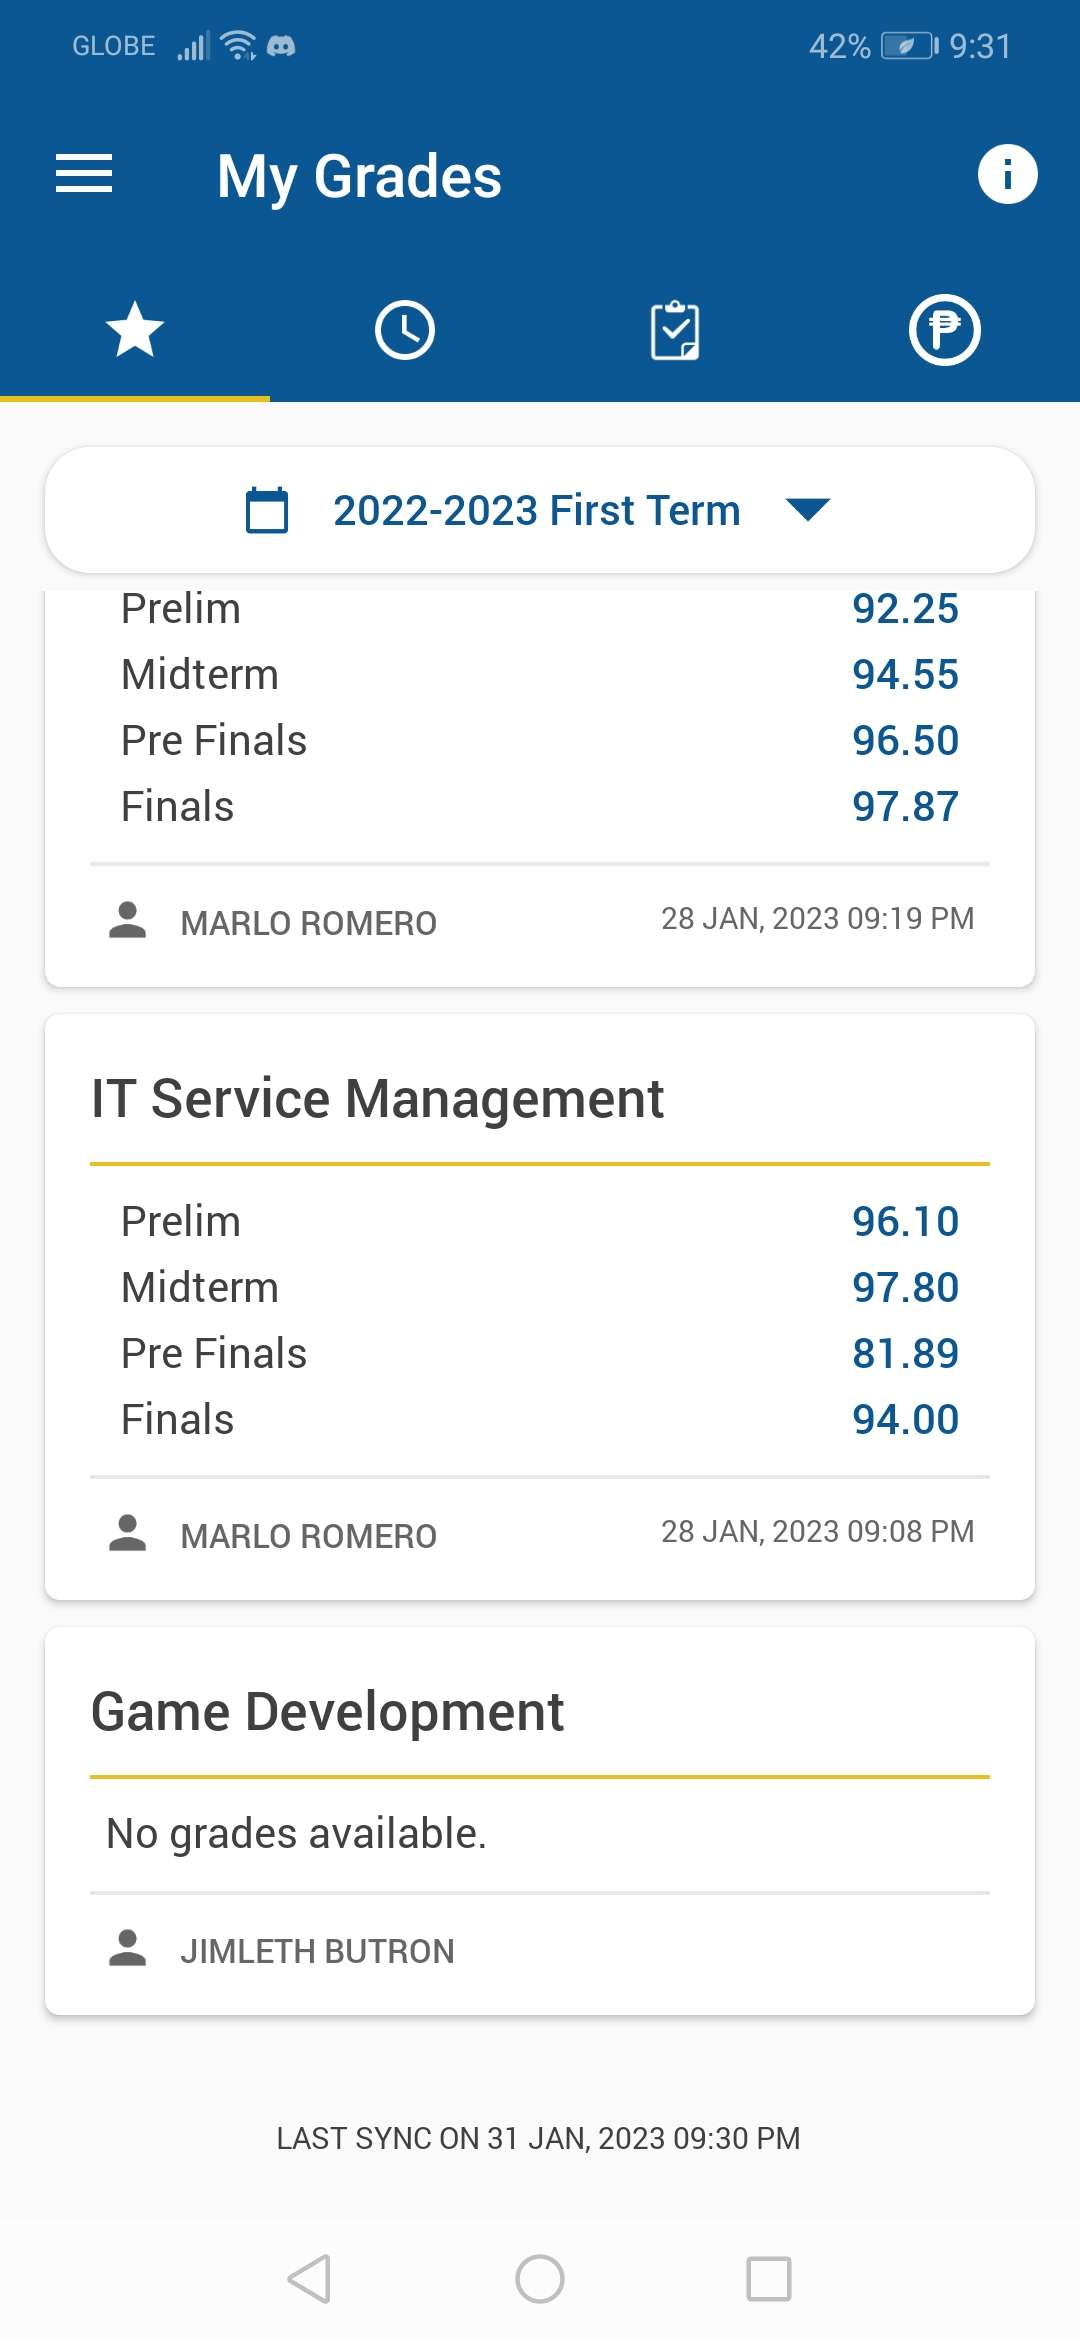 GLOBE 42% 9:31
My Grades
2022-2023 First Term
Prelim 92.25
Midterm 94.55
Pre Finals 96.50
Finals 97.87
MARLO ROMERO 28 JAN, 2023 09:19 PM
IT Service Management
Prelim 96.10
Midterm 97.80
Pre Finals 81.89
Finals 94.00
MARLO ROMERO 28 JAN, 2023 09:08 PM
Game Development
No grades available.
JIMLETH BUTRON
LAST SYNC ON 31 JAN, 2023 09:30 PM